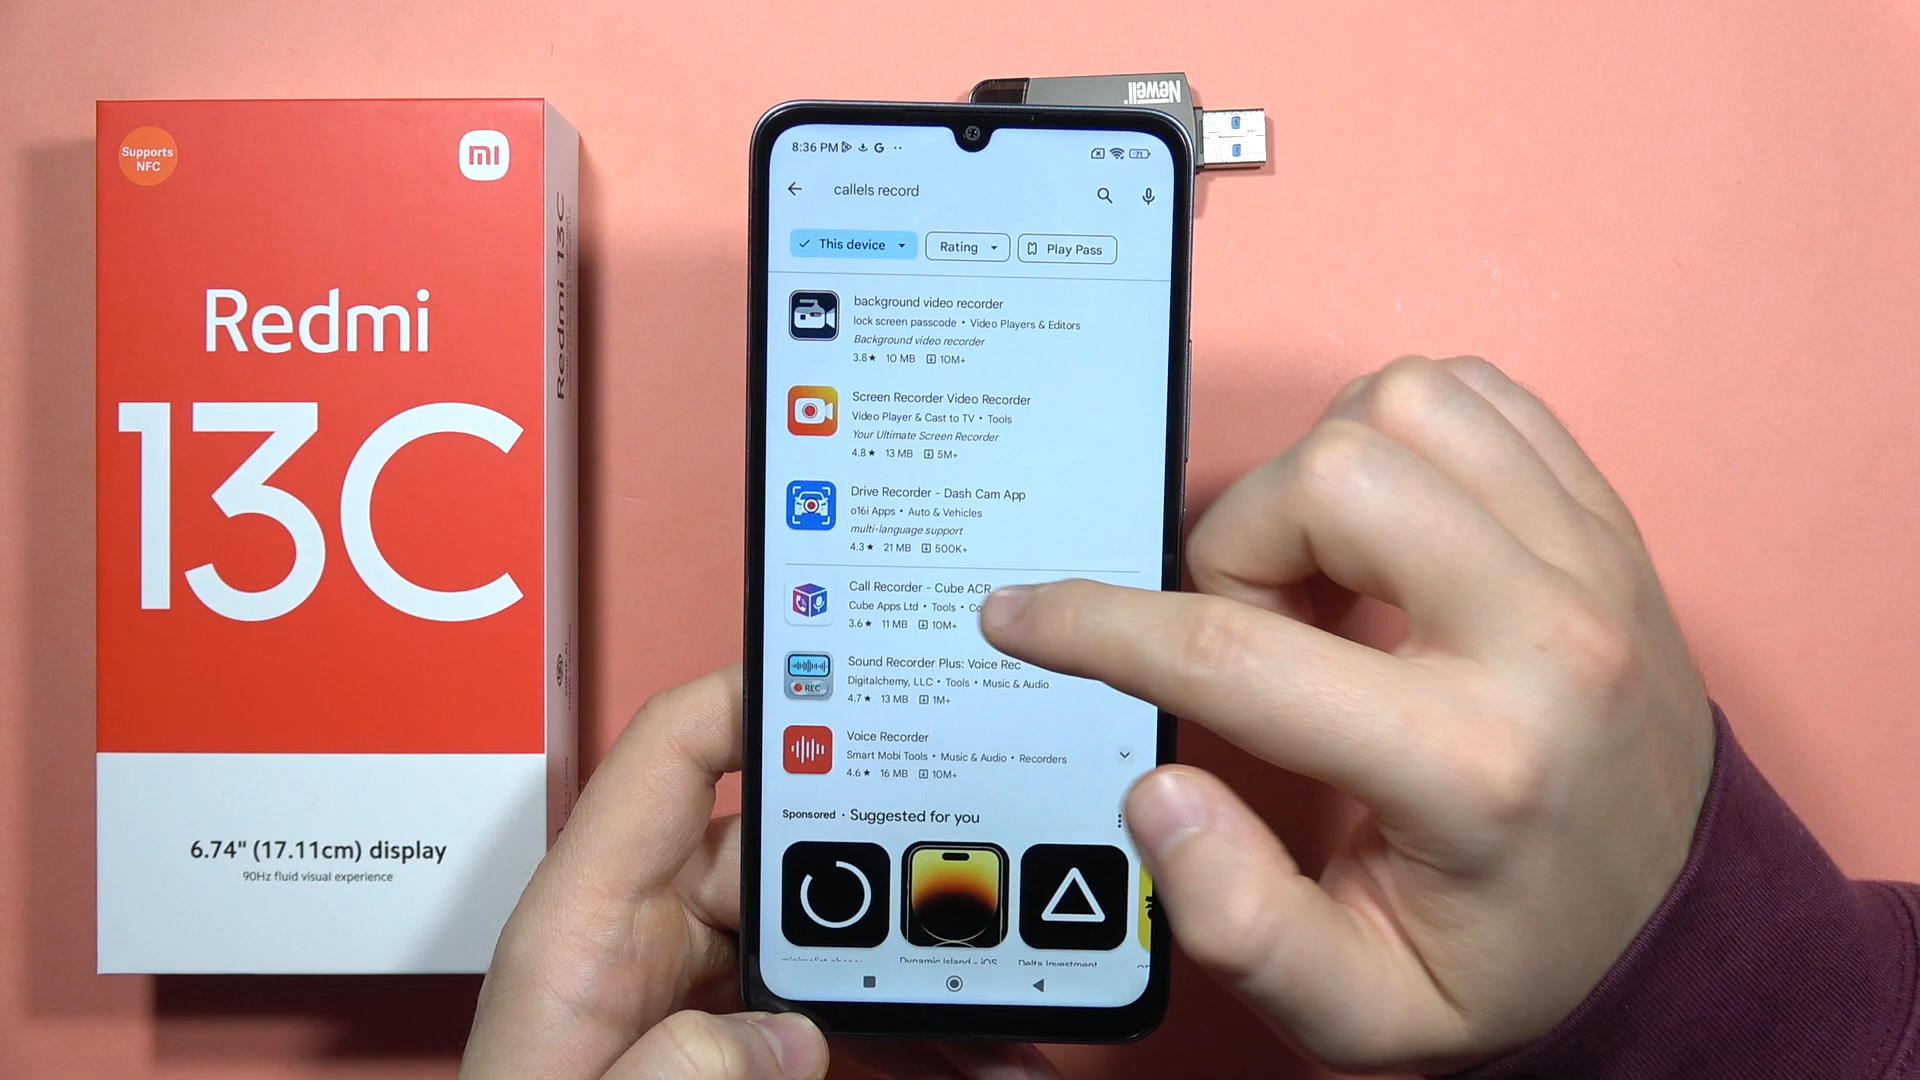 Supports
NFC
mi
Redmi
13C
6.74" (17.11cm) display
90Hz fluid visual experience
Redmi 13C
Newell
8:36 PM
71
callels record
This device
Rating
Play Pass
background video recorder
lock screen passcode • Video Players & Editors
Background video recorder
3.8★ 10 MB 10M+
Screen Recorder Video Recorder
Video Player & Cast to TV • Tools
Your Ultimate Screen Recorder
4.8★ 13 MB 5M+
Drive Recorder - Dash Cam App
o16i Apps • Auto & Vehicles
multi-language support
4.3★ 21 MB 500K+
Call Recorder - Cube ACR
Cube Apps Ltd • Tools •
3.6★ 11 MB 10M+
REC
Sound Recorder Plus: Voice Rec
Digitalchemy, LLC • Tools • Music & Audio
4.7★ 13 MB 1M+
Voice Recorder
Smart Mobi Tools • Music & Audio • Recorders
4.6★ 16 MB 10M+
Sponsored • Suggested for you
minimalist phone:
Dynamic Island - iOS
Delta Investment